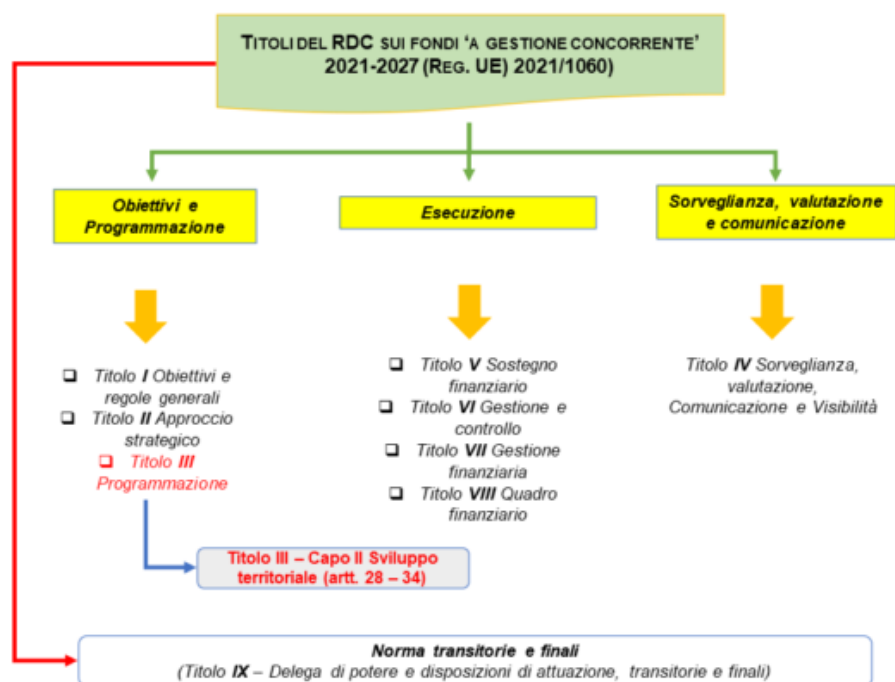 TITOLI DEL RDC SUI FONDI 'A GESTIONE CONCORRENTE'
2021-2027 (REG. UE) 2021/1060)
Obiettivi e
Programmazione
Esecuzione
Sorveglianza, valutazione
e comunicazione
Titolo I Obiettivi e
regole generali
Titolo II Approccio
strategico
Titolo III
Programmazione
Titolo V Sostegno
finanziario
Titolo VI Gestione e
controllo
Titolo VII Gestione
finanziaria
Titolo VIII Quadro
finanziario
Titolo IV Sorveglianza,
valutazione,
Comunicazione e Visibilità
Titolo III – Capo II Sviluppo
territoriale (artt. 28 – 34)
Norma transitorie e finali
(Titolo IX – Delega di potere e disposizioni di attuazione, transitorie e finali)